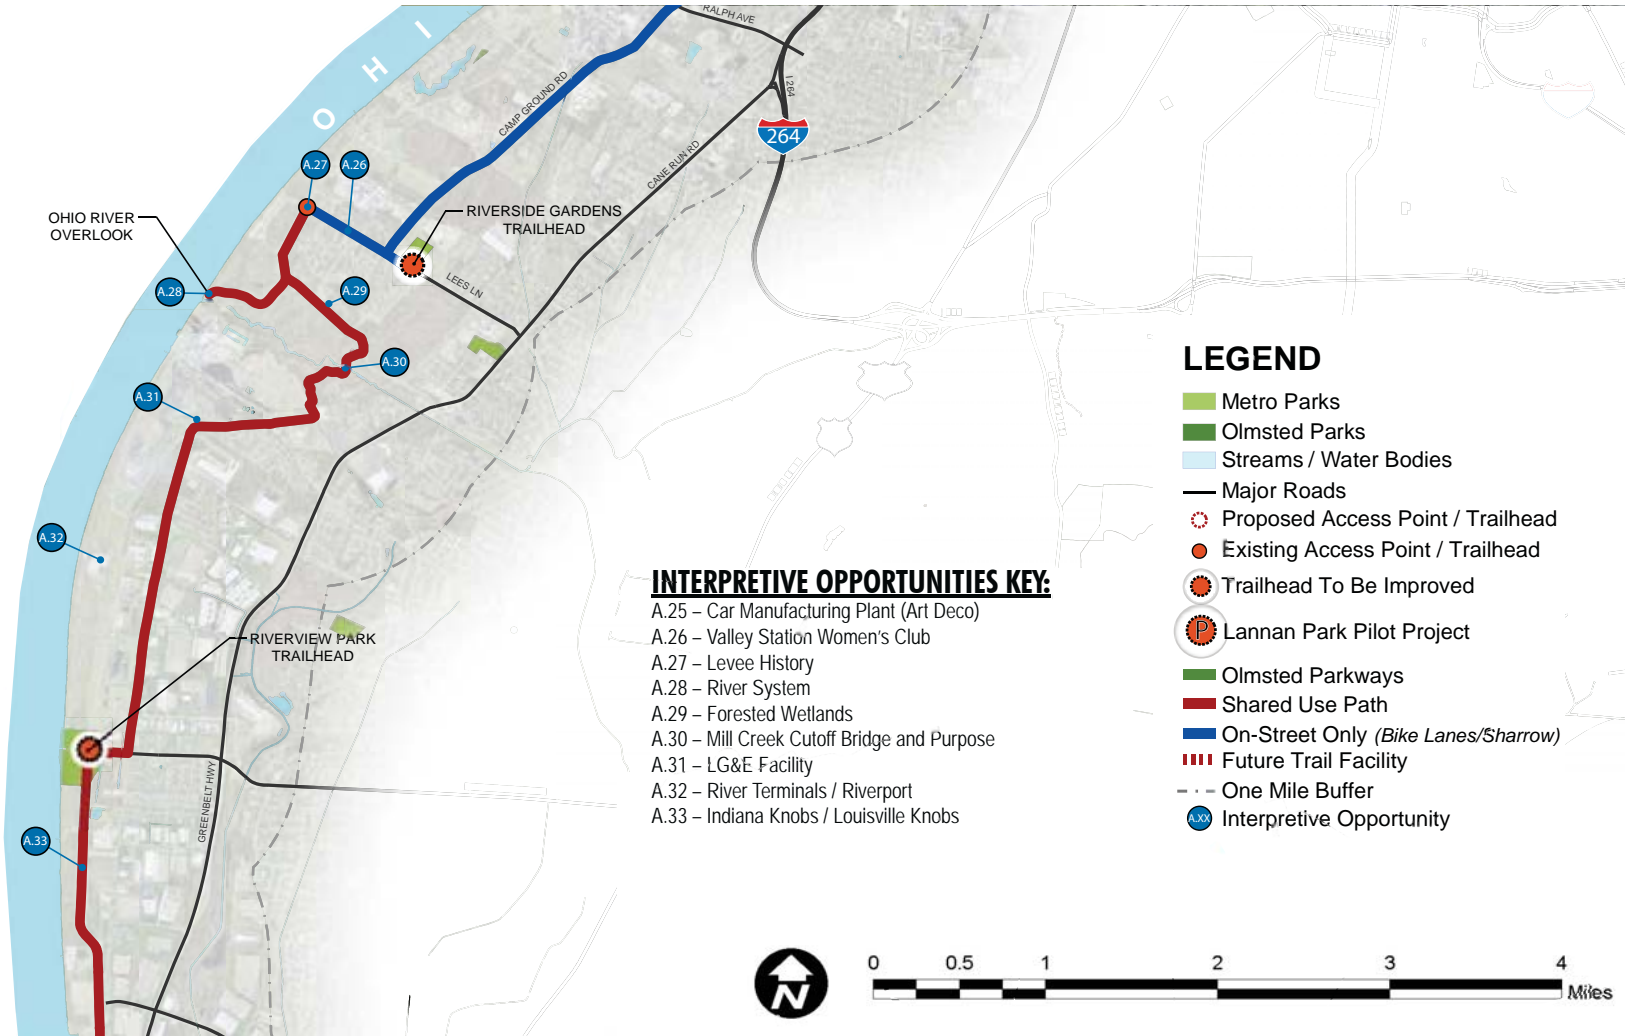 OHI
RALPH AVE
I 264
264
CAMP GROUND RD
CANE RUN RD
A.27
A.26
OHIO RIVER
OVERLOOK
RIVERSIDE GARDENS
TRAILHEAD
LEES LN
A.28
A.29
A.30
A.31
A.32
RIVERVIEW PARK
TRAILHEAD
GREENBELT HWY
A.33
INTERPRETIVE OPPORTUNITIES KEY:
A.25 – Car Manufacturing Plant (Art Deco)
A.26 – Valley Station Women's Club
A.27 – Levee History
A.28 – River System
A.29 – Forested Wetlands
A.30 – Mill Creek Cutoff Bridge and Purpose
A.31 – LG&E Facility
A.32 – River Terminals / Riverport
A.33 – Indiana Knobs / Louisville Knobs
LEGEND
Metro Parks
Olmsted Parks
Streams / Water Bodies
Major Roads
Proposed Access Point / Trailhead
Existing Access Point / Trailhead
Trailhead To Be Improved
P Lannan Park Pilot Project
Olmsted Parkways
Shared Use Path
On-Street Only (Bike Lanes/Sharrow)
Future Trail Facility
One Mile Buffer
A.XX Interpretive Opportunity
N
0 0.5 1 2 3 4
Miles